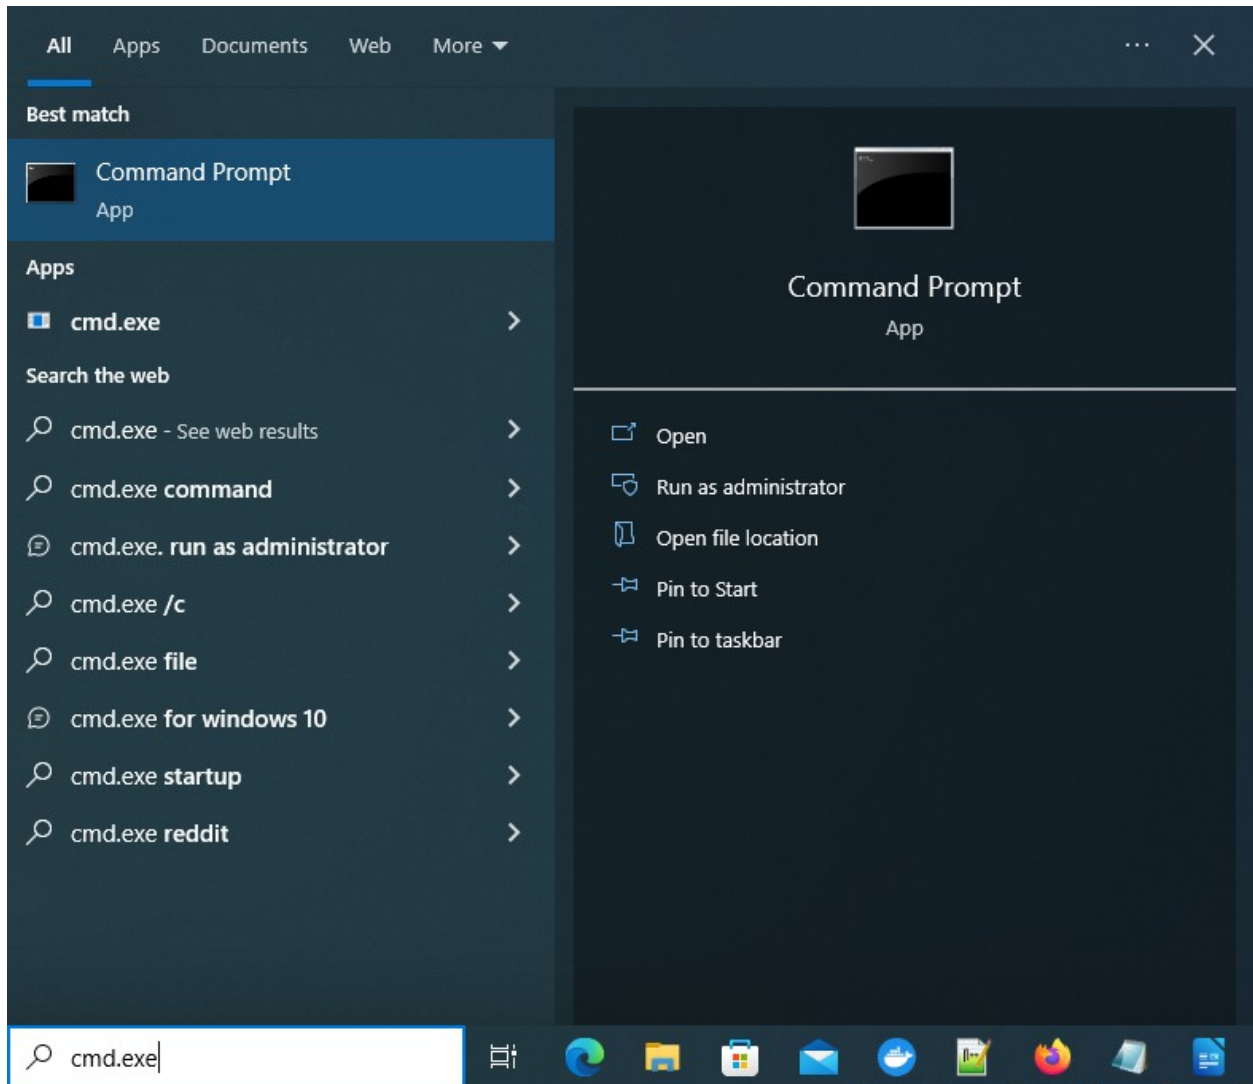 All Apps Documents Web More
Best match
Command Prompt
App
Apps
cmd.exe
Search the web
cmd.exe - See web results
cmd.exe command
cmd.exe. run as administrator
cmd.exe /c
cmd.exe file
cmd.exe for windows 10
cmd.exe startup
cmd.exe reddit
Command Prompt
App
Open
Run as administrator
Open file location
Pin to Start
Pin to taskbar
cmd.exe